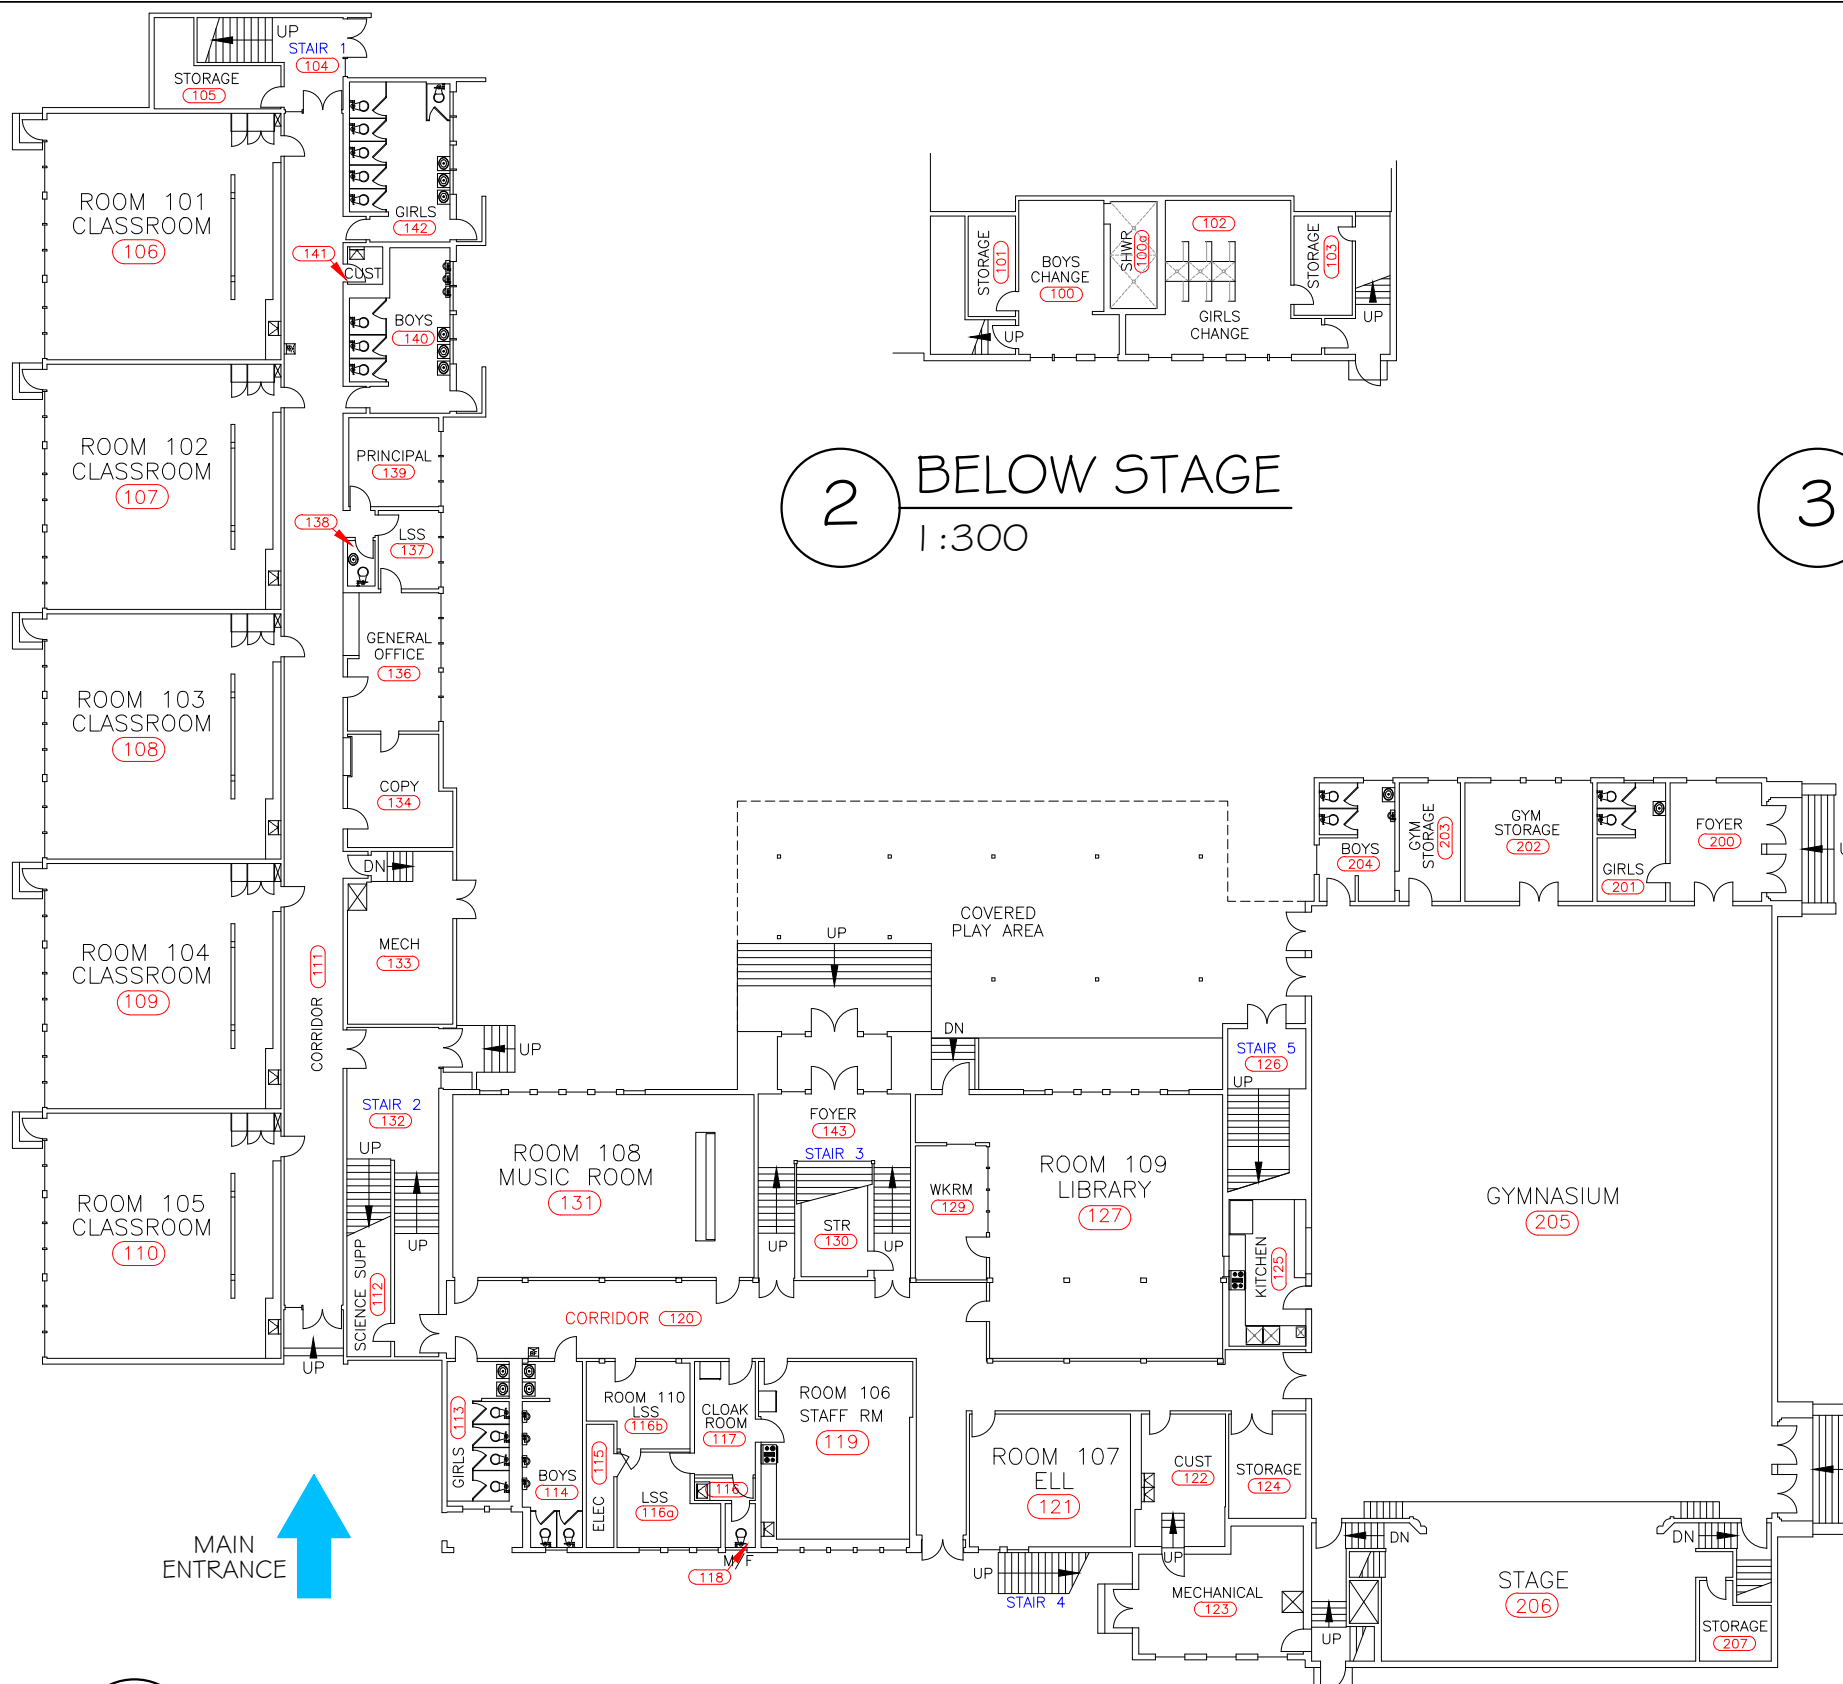 UP
STAIR 1
104
STORAGE
105
ROOM 101
CLASSROOM
106
GIRLS
142
141
CUST
BOYS
140
ROOM 102
CLASSROOM
107
PRINCIPAL
139
138
LSS
137
ROOM 103
CLASSROOM
108
GENERAL
OFFICE
136
COPY
134
DN
MECH
133
ROOM 104
CLASSROOM
109
CORRIDOR 111
UP
STAIR 2
132
UP
UP
ROOM 105
CLASSROOM
110
SCIENCE SUPP
112
UP
MAIN
ENTRANCE
STORAGE
101
BOYS
CHANGE
100
SHWR
100a
102
GIRLS
CHANGE
STORAGE
103
UP
UP
2
BELOW STAGE
1:300
3
COVERED
PLAY AREA
UP
DN
FOYER
143
STAIR 3
STR
130
UP
UP
ROOM 108
MUSIC ROOM
131
WKRM
129
ROOM 109
LIBRARY
127
STAIR 5
126
UP
KITCHEN
125
CORRIDOR 120
GIRLS
113
BOYS
114
ELEC
115
ROOM 110
LSS
116b
LSS
116a
CLOAK
ROOM
117
116
M/F
118
ROOM 106
STAFF RM
119
ROOM 107
ELL
121
CUST
122
UP
STORAGE
124
UP
STAIR 4
MECHANICAL
123
UP
BOYS
204
GYM
STORAGE
203
GYM
STORAGE
202
GIRLS
201
FOYER
200
GYMNASIUM
205
DN
DN
STAGE
206
STORAGE
207